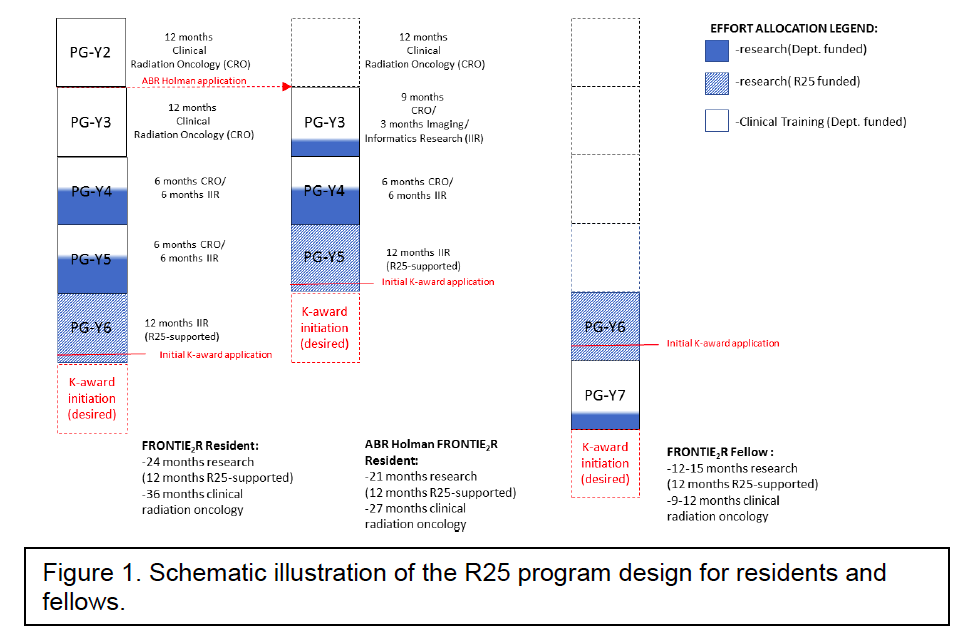 PG-Y2
12 months
Clinical
Radiation Oncology (CRO)
ABR Holman application
PG-Y3
12 months
Clinical
Radiation Oncology (CRO)
PG-Y4
6 months CRO/
6 months IIR
PG-Y5
6 months CRO/
6 months IIR
PG-Y6
12 months IIR
(R25-supported)
Initial K-award application
K-award
initiation
(desired)
FRONTIE₂R Resident:
-24 months research
(12 months R25-supported)
-36 months clinical
radiation oncology
12 months
Clinical
Radiation Oncology (CRO)
PG-Y3
9 months
CRO/
3 months Imaging/
Informatics Research (IIR)
PG-Y4
6 months CRO/
6 months IIR
PG-Y5
12 months IIR
(R25-supported)
Initial K-award application
K-award
initiation
(desired)
ABR Holman FRONTIE₂R
Resident:
-21 months research
(12 months R25-supported)
-27 months clinical
radiation oncology
PG-Y6
Initial K-award application
PG-Y7
K-award
initiation
(desired)
FRONTIE₂R Fellow :
-12-15 months research
(12 months R25-supported)
-9-12 months clinical
radiation oncology
EFFORT ALLOCATION LEGEND:
-research(Dept. funded)
-research( R25 funded)
-Clinical Training (Dept. funded)
Figure 1. Schematic illustration of the R25 program design for residents and
fellows.